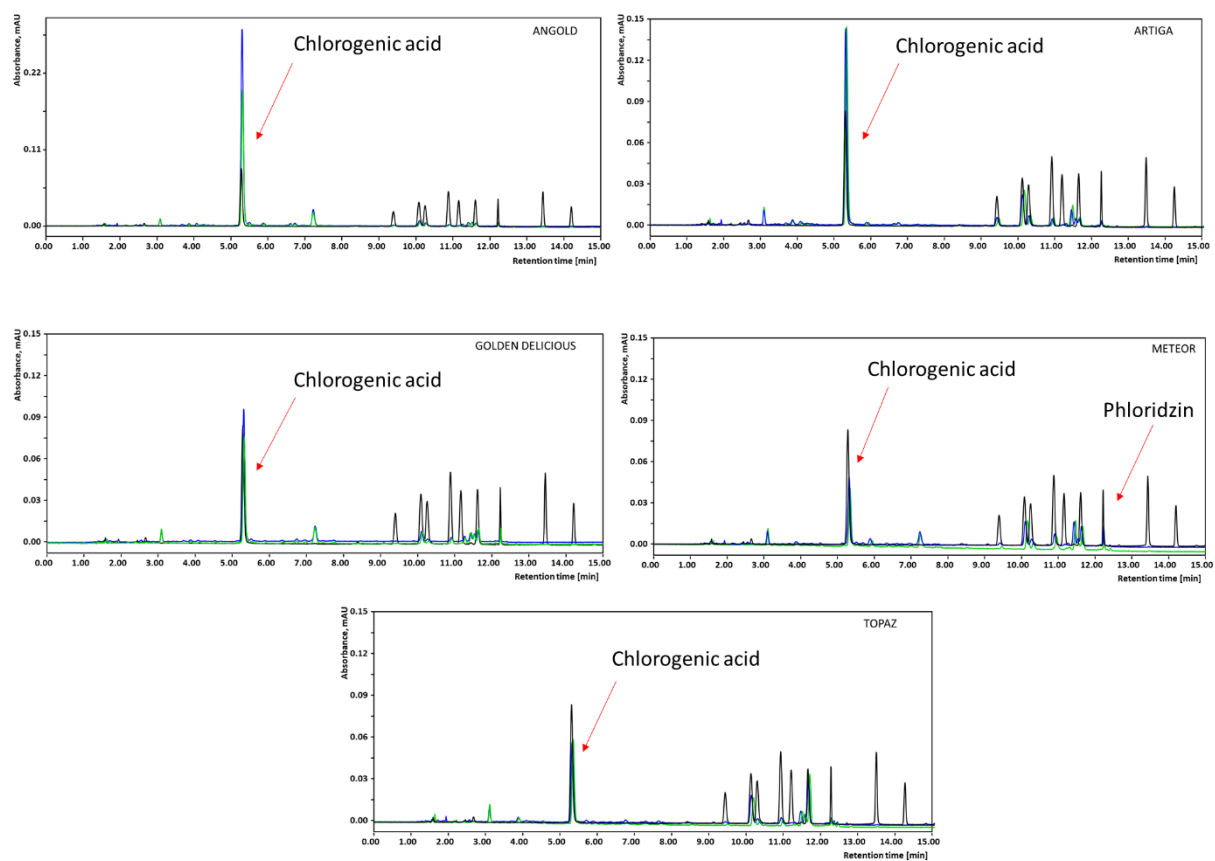 Absorbance, mAU
ANGOLD
Chlorogenic acid
0.22
0.11
0.00
0.00 1.00 2.00 3.00 4.00 5.00 6.00 7.00 8.00 9.00 10.00 11.00 12.00 13.00 14.00 15.00
Retention time [min]
Absorbance, mAU
0.15
ARTIGA
Chlorogenic acid
0.12
0.09
0.06
0.03
0.00
0.00 1.00 2.00 3.00 4.00 5.00 6.00 7.00 8.00 9.00 10.00 11.00 12.00 13.00 14.00 15.00
Retention time [min]
Absorbance, mAU
0.15
GOLDEN DELICIOUS
Chlorogenic acid
0.12
0.09
0.06
0.03
0.00
0.00 1.00 2.00 3.00 4.00 5.00 6.00 7.00 8.00 9.00 10.00 11.00 12.00 13.00 14.00 15.00
Retention time [min]
Absorbance, mAU
0.15
METEOR
Chlorogenic acid
Phloridzin
0.12
0.09
0.06
0.03
0.00
0.00 1.00 2.00 3.00 4.00 5.00 6.00 7.00 8.00 9.00 10.00 11.00 12.00 13.00 14.00 15.00
Retention time [min]
Absorbance, mAU
0.15
TOPAZ
Chlorogenic acid
0.12
0.09
0.06
0.03
0.00
0.00 1.00 2.00 3.00 4.00 5.00 6.00 7.00 8.00 9.00 10.00 11.00 12.00 13.00 14.00 15.00
Retention time [min]